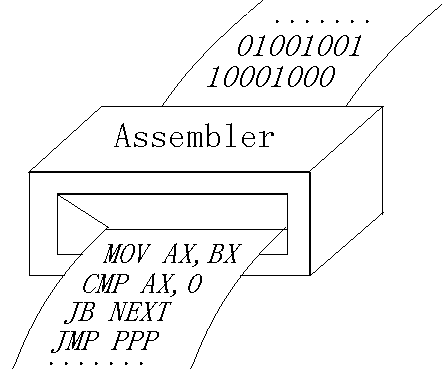 .......
01001001
10001000
Assembler
MOV AX,BX
CMP AX,0
JB NEXT
JMP PPP
.......